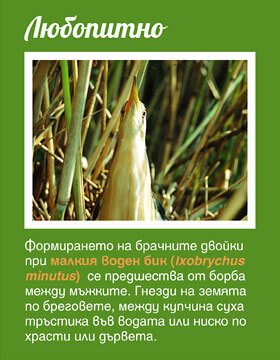 Любопитно
Формирането на брачните двойки
при малкия воден бик (Ixobrychus
minutus) се предшества от борба
между мъжките. Гнезди на земята
по бреговете, между купчина суха
тръстика във водата или ниско по
храсти или дървета.